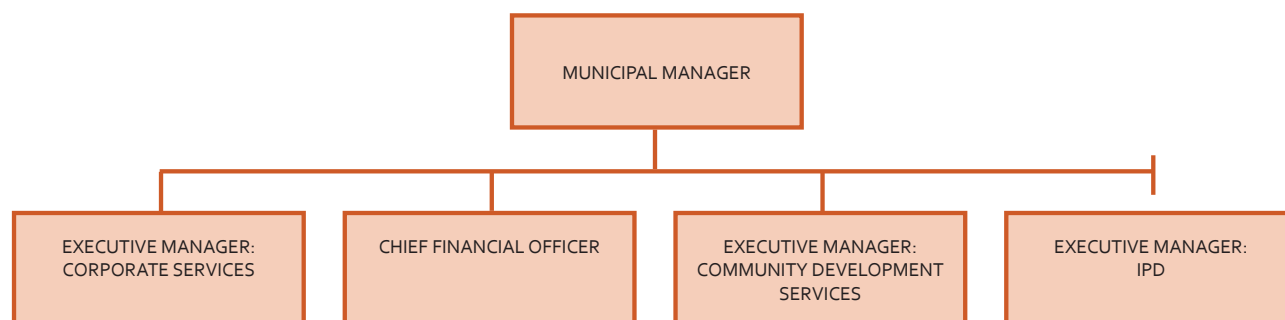 MUNICIPAL MANAGER
EXECUTIVE MANAGER:
CORPORATE SERVICES
CHIEF FINANCIAL OFFICER
EXECUTIVE MANAGER:
COMMUNITY DEVELOPMENT
SERVICES
EXECUTIVE MANAGER:
IPD